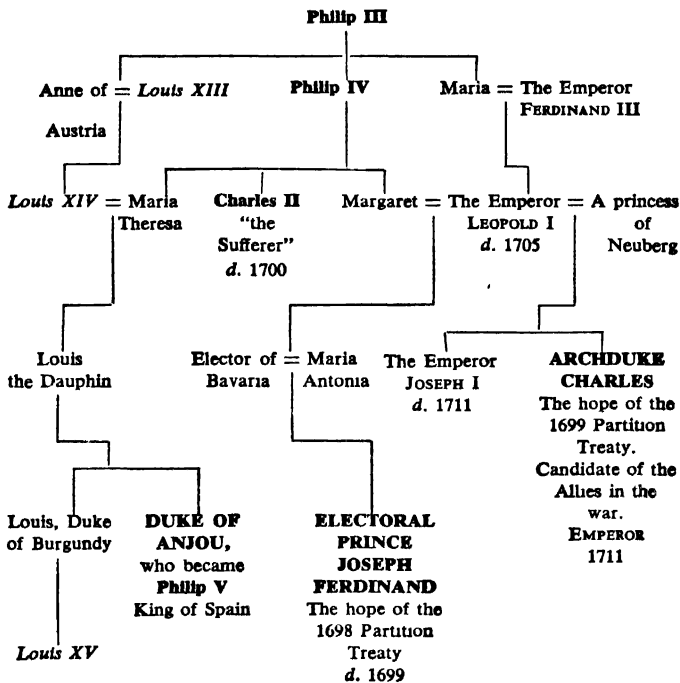 Philip III
Anne of = Louis XIII
Austria
Philip IV
Maria = The Emperor
FERDINAND III
Louis XIV = Maria
Theresa
Charles II
"the
Sufferer"
d. 1700
Margaret = The Emperor = A princess
LEOPOLD I
d. 1705
of
Neuberg
Louis
the Dauphin
Elector of = Maria
Bavaria Antonia
The Emperor
JOSEPH I
d. 1711
ARCHDUKE
CHARLES
The hope of the
1699 Partition
Treaty.
Candidate of the
Allies in the
war.
EMPEROR
1711
Louis, Duke
of Burgundy
DUKE OF
ANJOU,
who became
Philip V
King of Spain
ELECTORAL
PRINCE
JOSEPH
FERDINAND
The hope of the
1698 Partition
Treaty
d. 1699
Louis XV